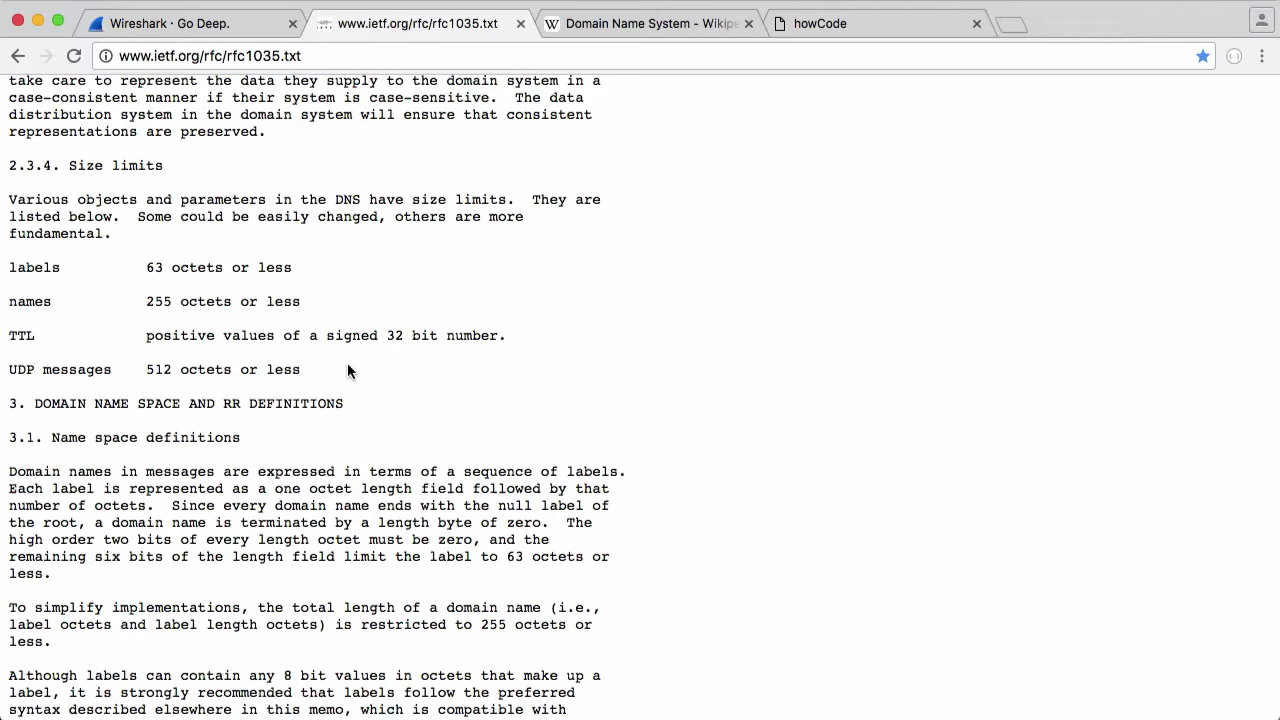 Wireshark · Go Deep.
www.ietf.org/rfc/rfc1035.txt
Domain Name System - Wikipe
howCode
www.ietf.org/rfc/rfc1035.txt
take care to represent the data they supply to the domain system in a
case-consistent manner if their system is case-sensitive.  The data
distribution system in the domain system will ensure that consistent
representations are preserved.
2.3.4. Size limits
Various objects and parameters in the DNS have size limits.  They are
listed below.  Some could be easily changed, others are more
fundamental.
labels          63 octets or less
names           255 octets or less
TTL             positive values of a signed 32 bit number.
UDP messages    512 octets or less
3. DOMAIN NAME SPACE AND RR DEFINITIONS
3.1. Name space definitions
Domain names in messages are expressed in terms of a sequence of labels.
Each label is represented as a one octet length field followed by that
number of octets.  Since every domain name ends with the null label of
the root, a domain name is terminated by a length byte of zero.  The
high order two bits of every length octet must be zero, and the
remaining six bits of the length field limit the label to 63 octets or
less.
To simplify implementations, the total length of a domain name (i.e.,
label octets and label length octets) is restricted to 255 octets or
less.
Although labels can contain any 8 bit values in octets that make up a
label, it is strongly recommended that labels follow the preferred
syntax described elsewhere in this memo, which is compatible with